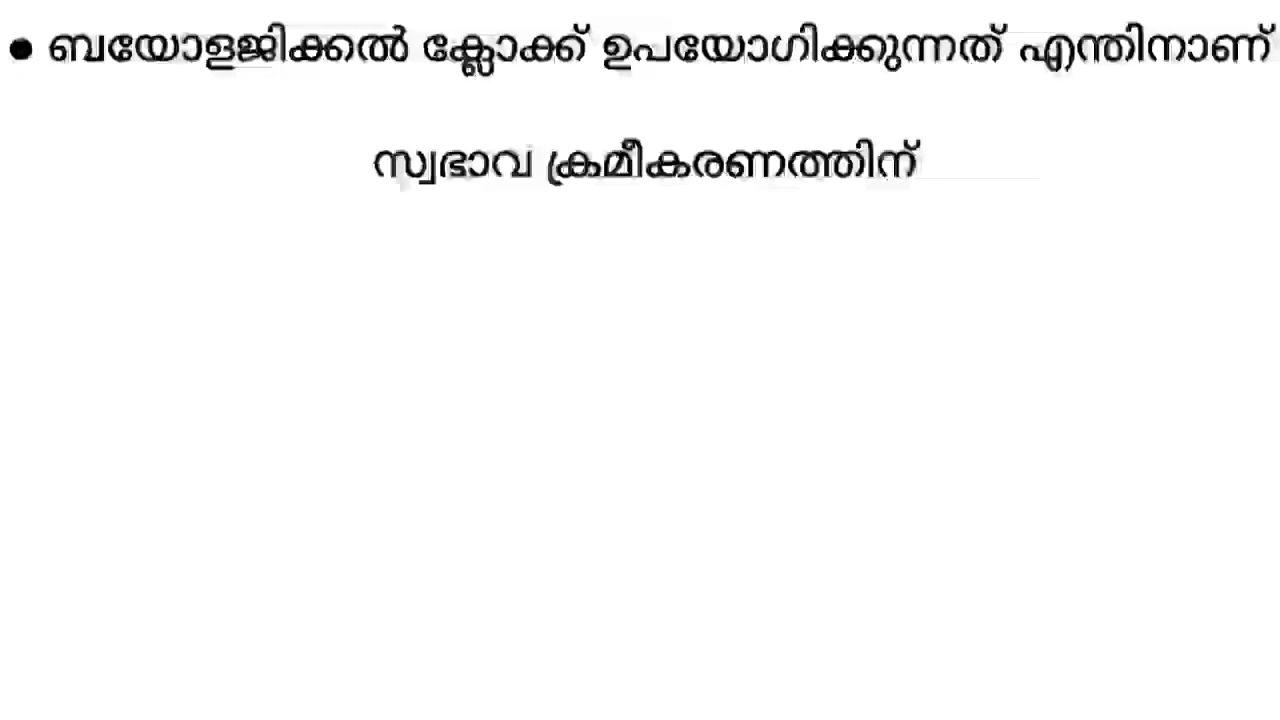 • ബയോളജിക്കൽ ക്ലോക്ക് ഉപയോഗിക്കുന്നത് എന്തിനാണ്
സ്വഭാവ ക്രമീകരണത്തിന്